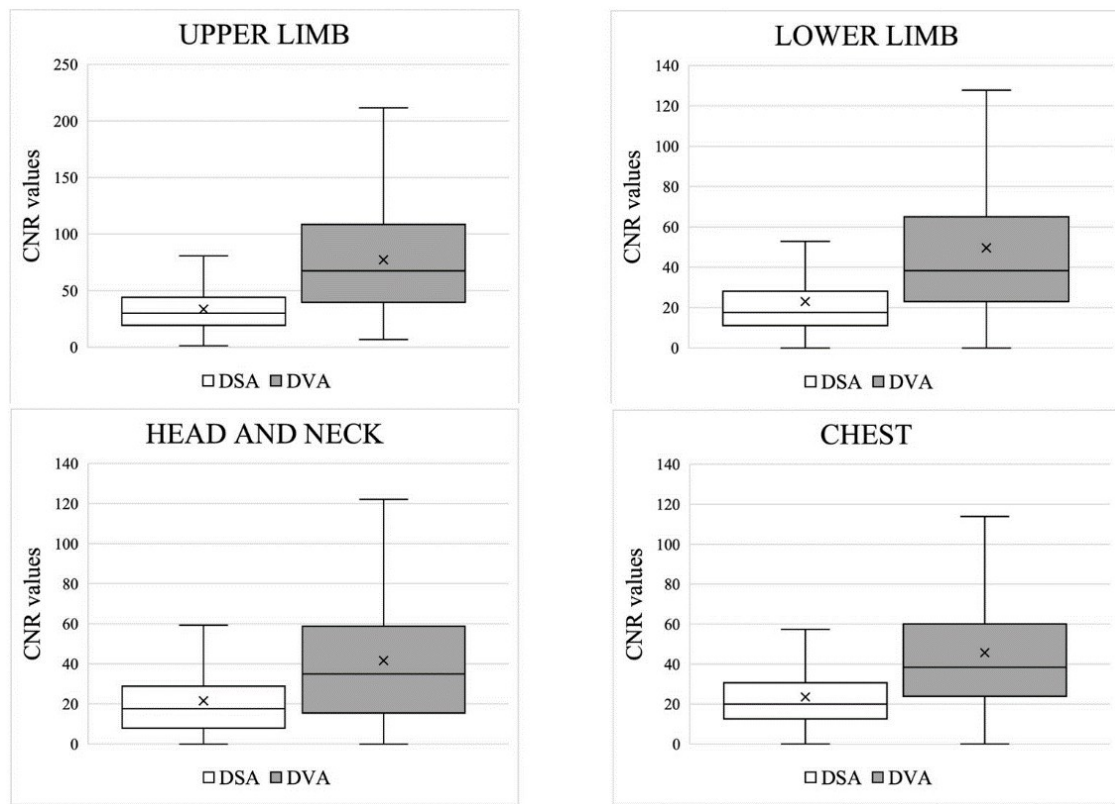 UPPER LIMB
CNR values
250
200
150
100
50
0
DSA DVA
LOWER LIMB
CNR values
140
120
100
80
60
40
20
0
DSA DVA
HEAD AND NECK
CNR values
140
120
100
80
60
40
20
0
DSA DVA
CHEST
CNR values
140
120
100
80
60
40
20
0
DSA DVA